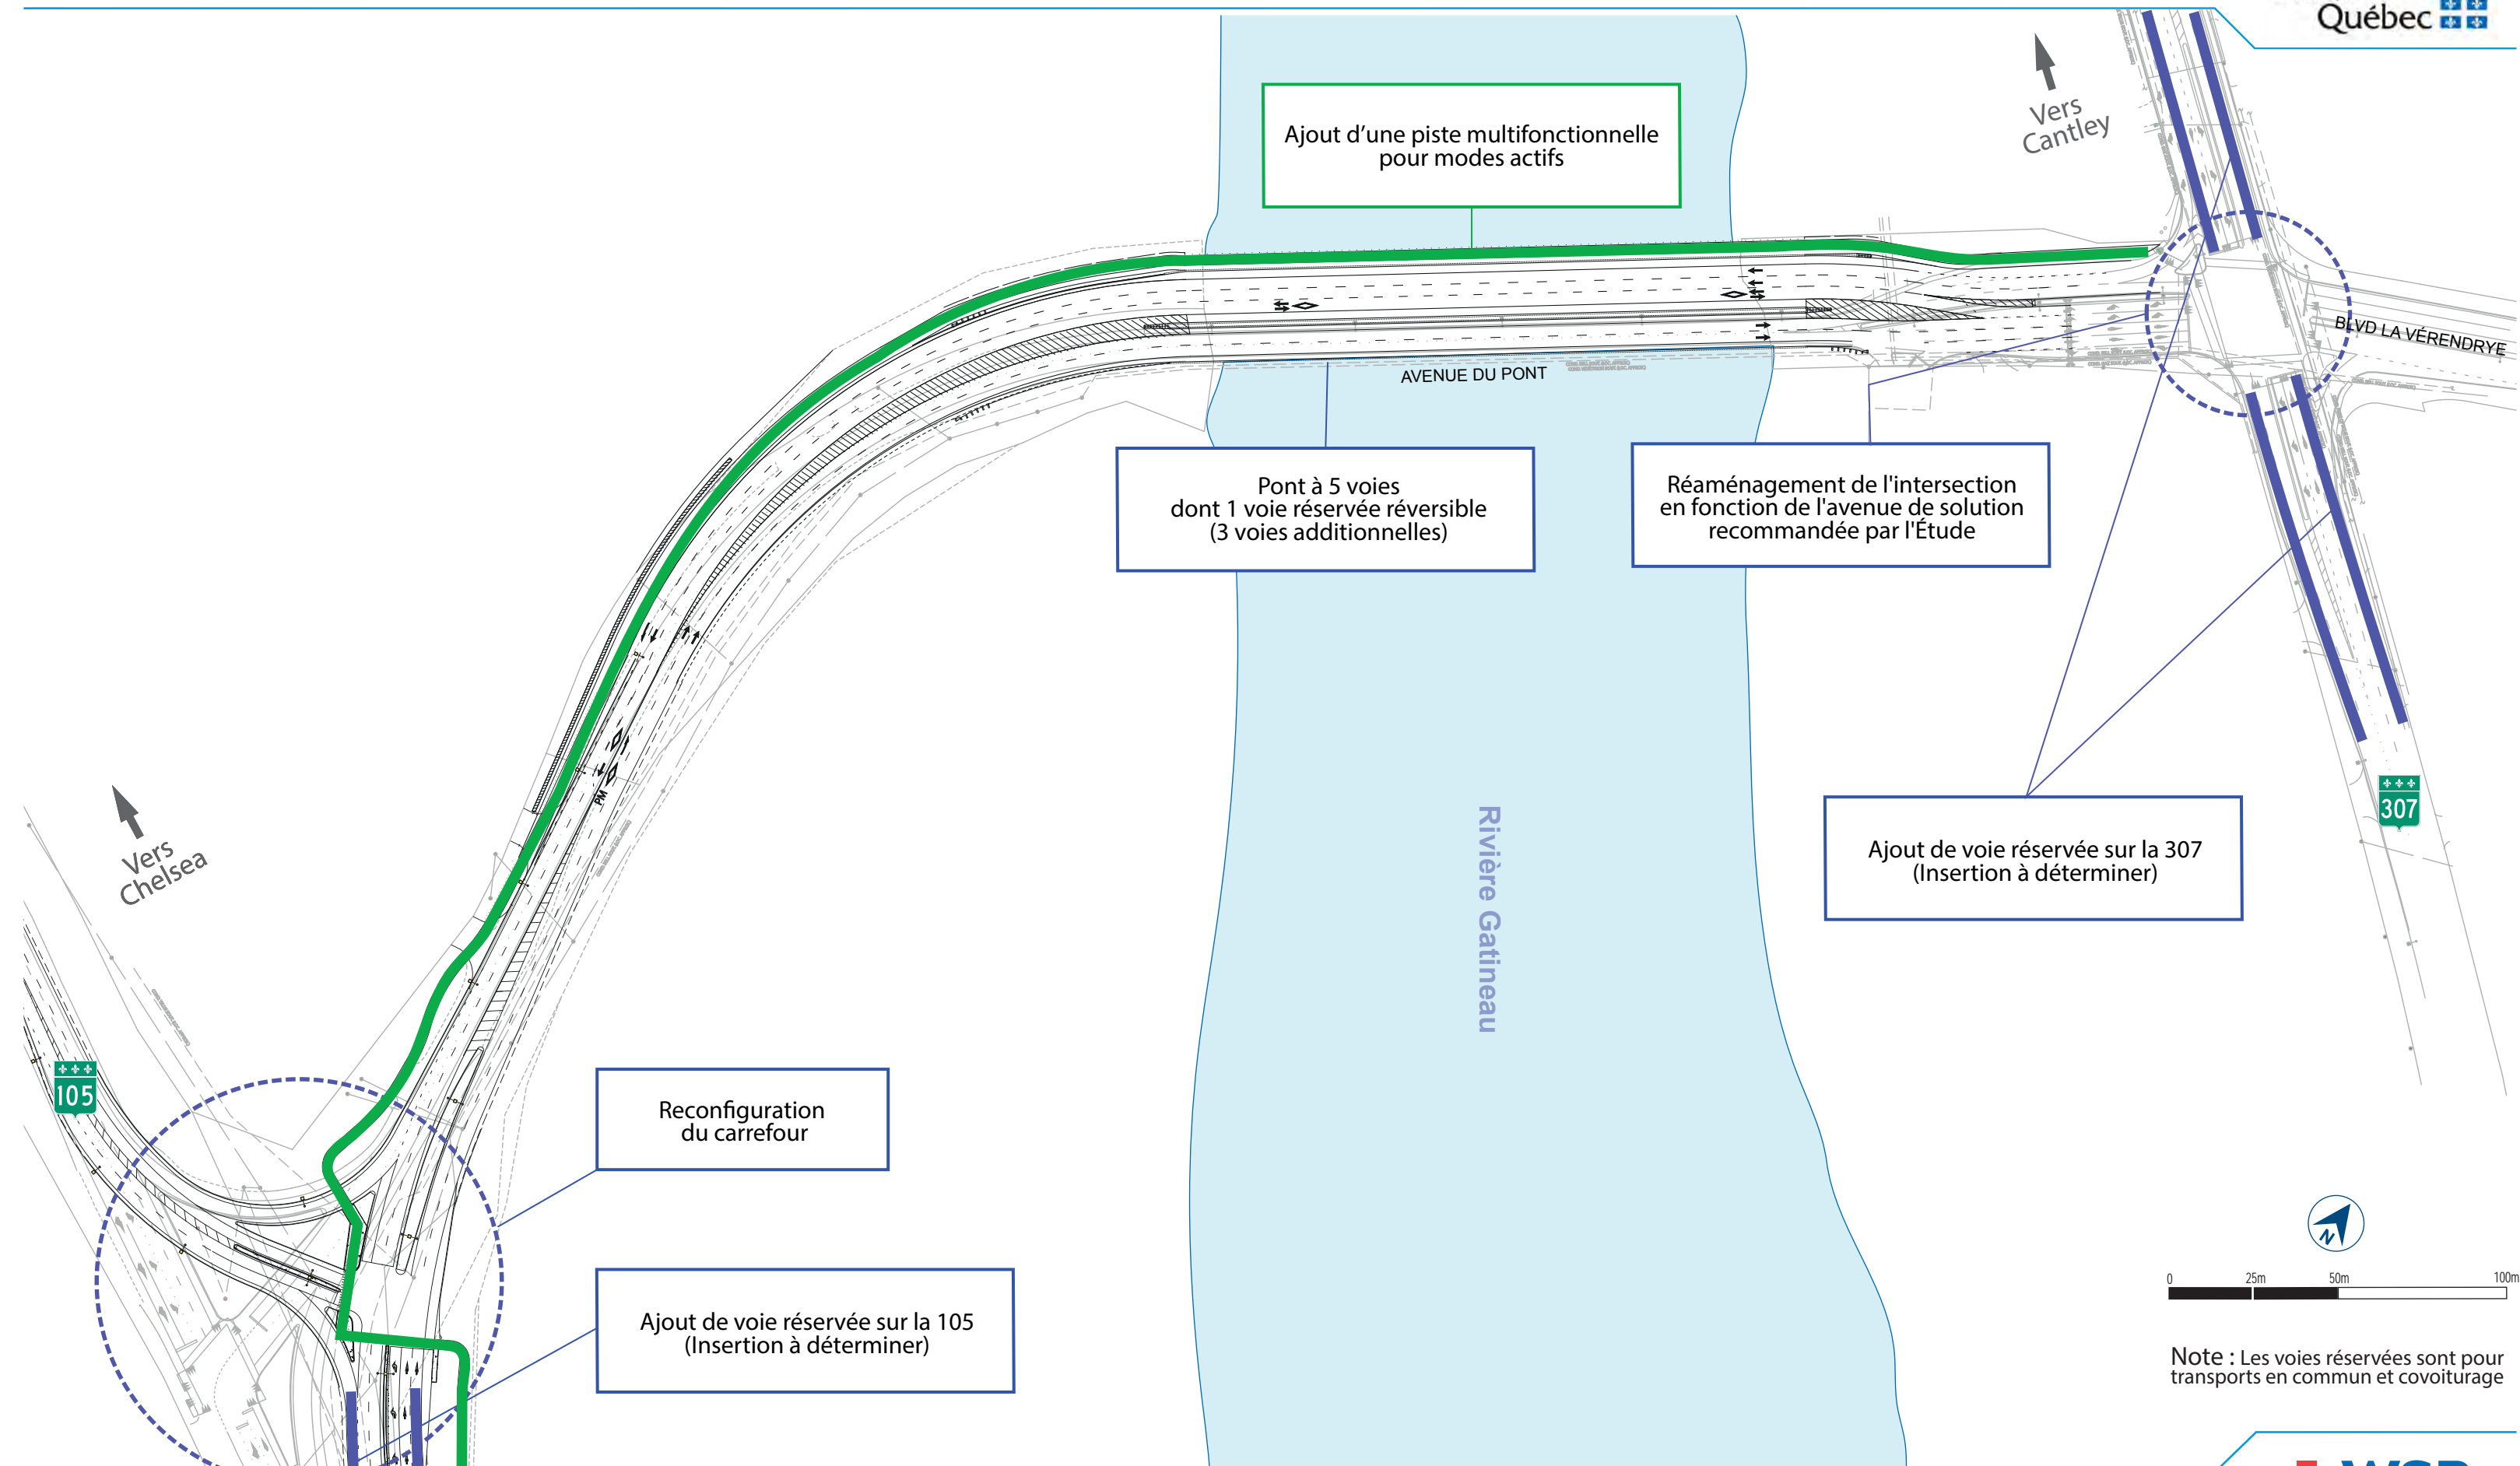 Québec
Ajout d'une piste multifonctionnelle
pour modes actifs
Vers
Cantley
BLVD LA VÉRENDRYE
AVENUE DU PONT
Pont à 5 voies
dont 1 voie réservée réversible
(3 voies additionnelles)
Réaménagement de l'intersection
en fonction de l'avenue de solution
recommandée par l'Étude
PM
Vers
Chelsea
Rivière Gatineau
307
Ajout de voie réservée sur la 307
(Insertion à déterminer)
105
Reconfiguration
du carrefour
Ajout de voie réservée sur la 105
(Insertion à déterminer)
N
0 25m 50m 100m
Note : Les voies réservées sont pour
transports en commun et covoiturage
WSP